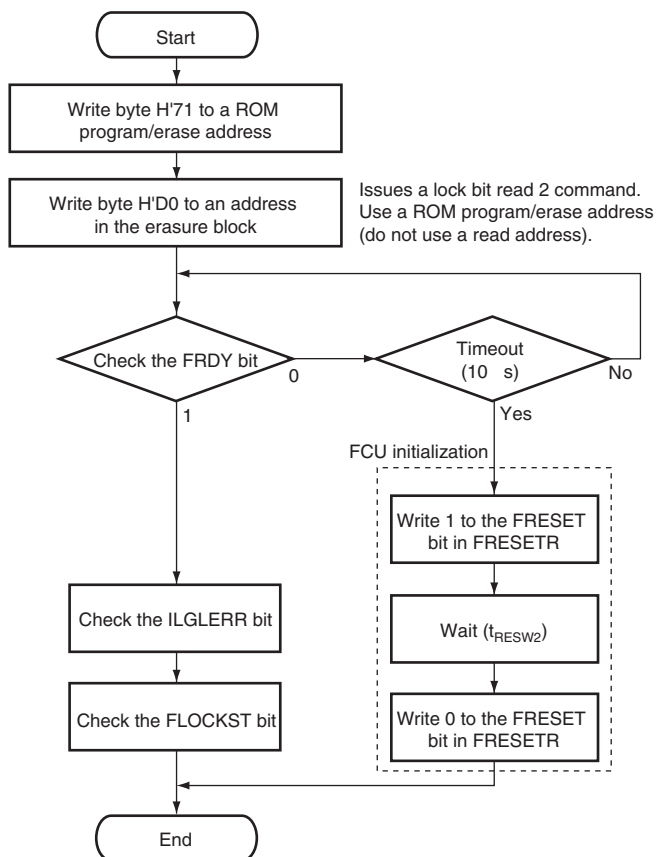 Start
Write byte H'71 to a ROM
program/erase address
Write byte H'D0 to an address
in the erasure block
Issues a lock bit read 2 command.
Use a ROM program/erase address
(do not use a read address).
Check the FRDY bit
0
1
Timeout
(10 s)
No
Yes
FCU initialization
Write 1 to the FRESET
bit in FRESETR
Wait (tRESW2)
Write 0 to the FRESET
bit in FRESETR
Check the ILGLERR bit
Check the FLOCKST bit
End